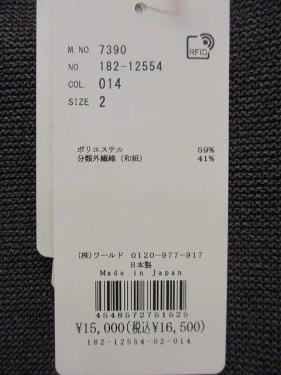 RFID
M.NO. 7390
NO. 182-12554
COL. 014
SIZE 2
ポリエステル 59%
分類外繊維（和紙） 41%
(株)ワールド 0120-977-917
日本製
Made in Japan
4548572751525
¥15,000(税込¥16,500)
182-12554-02-014